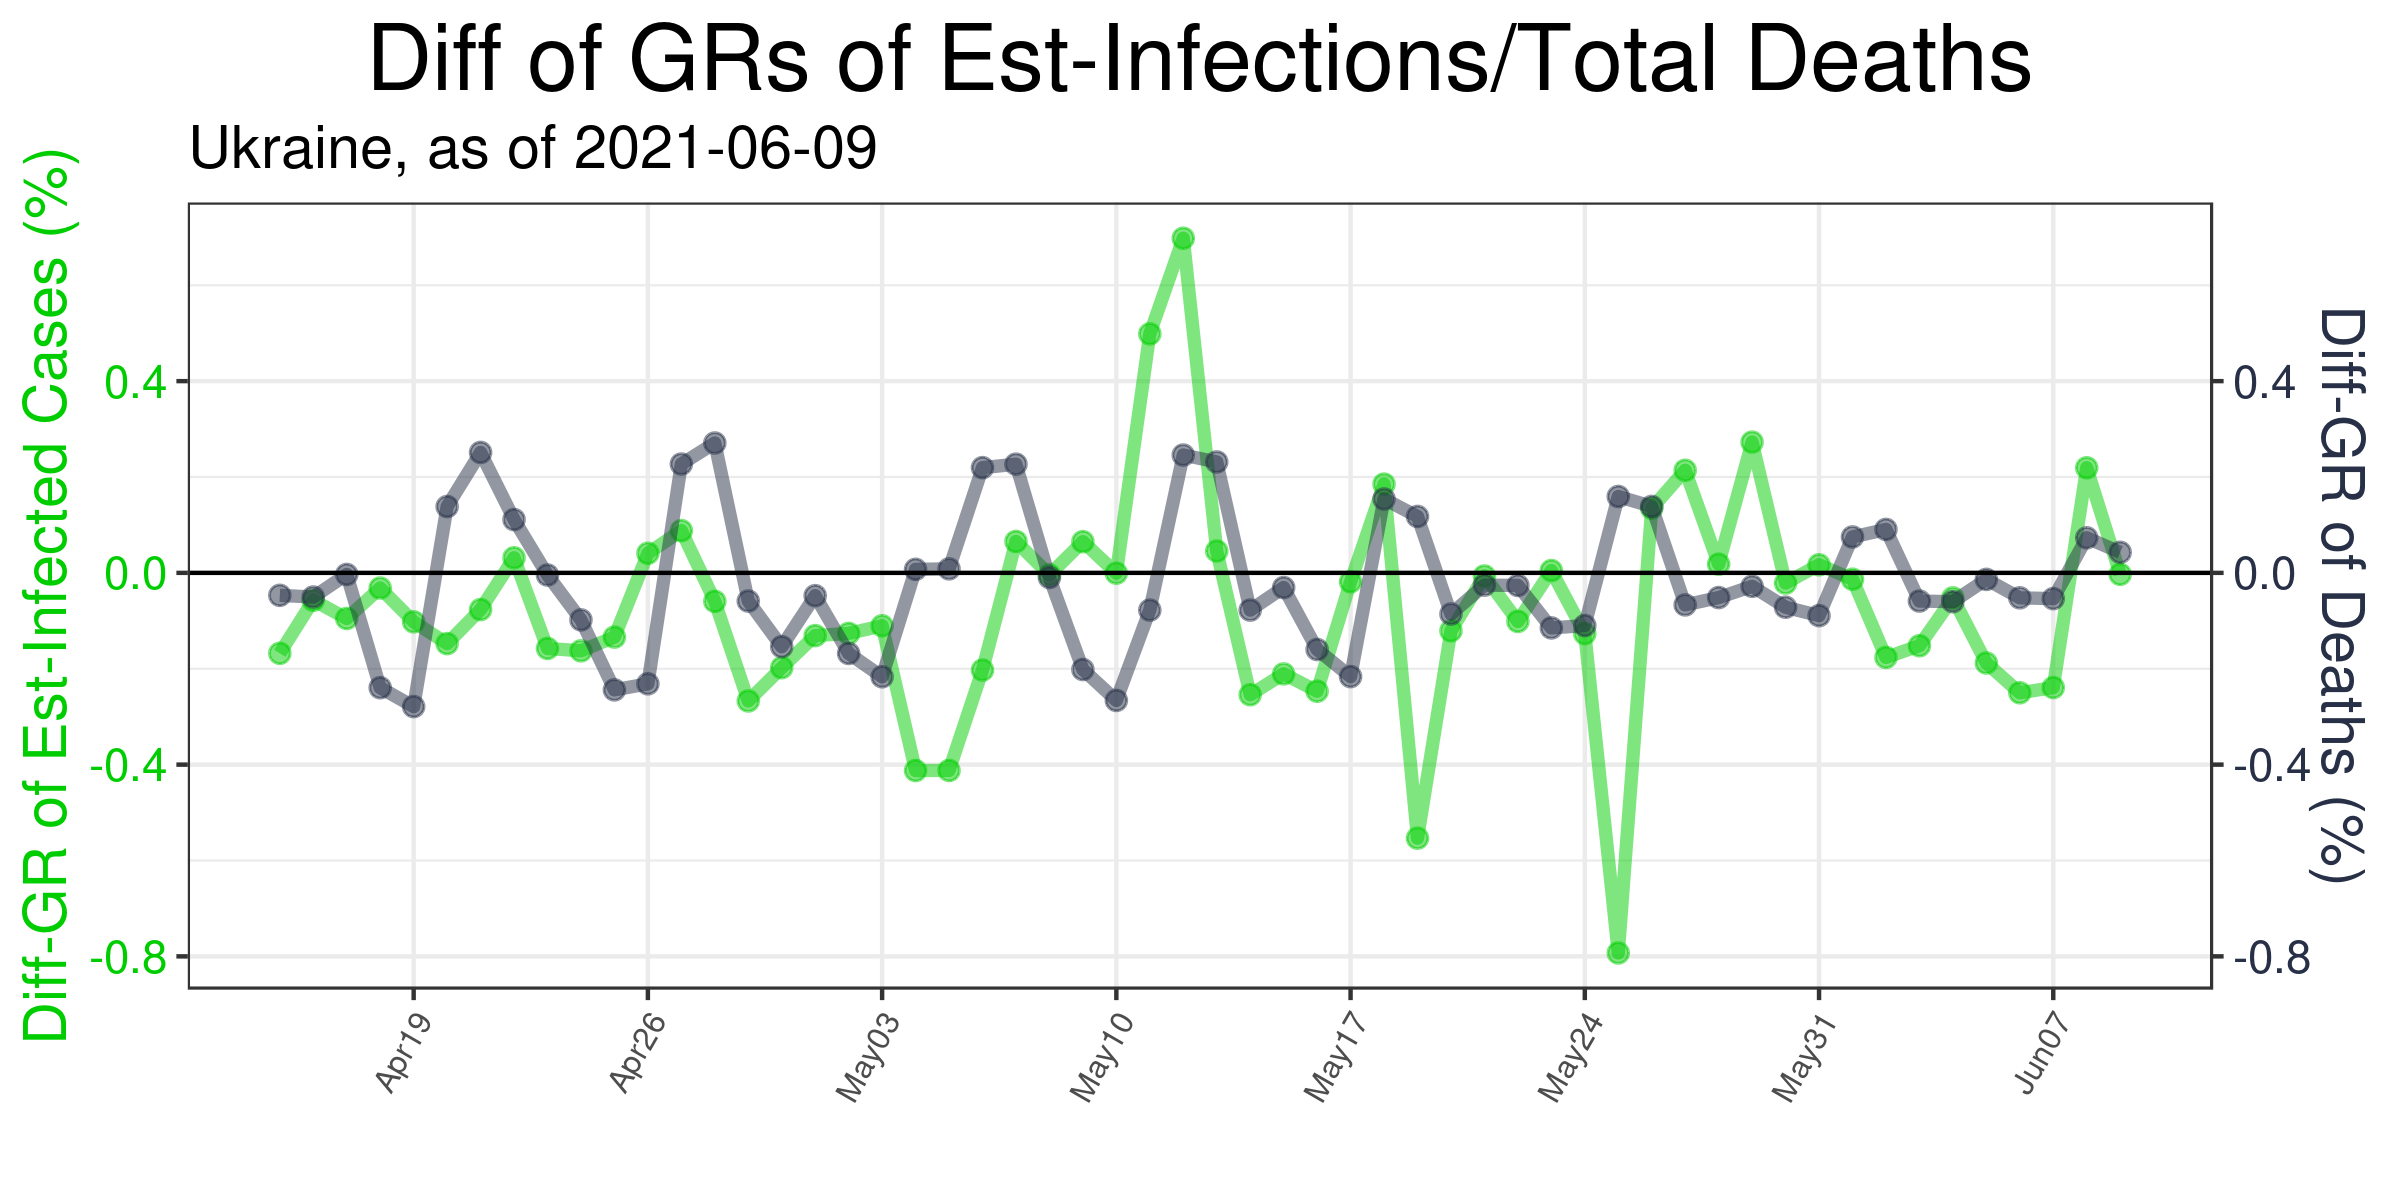 Diff of GRs of Est-Infections/Total Deaths
Ukraine, as of 2021-06-09
Diff-GR of Est-Infected Cases (%)
0.4
0.0
-0.4
-0.8
0.4
0.0
-0.4
-0.8
Diff-GR of Deaths (%)
Apr19
Apr26
May03
May10
May17
May24
May31
Jun07